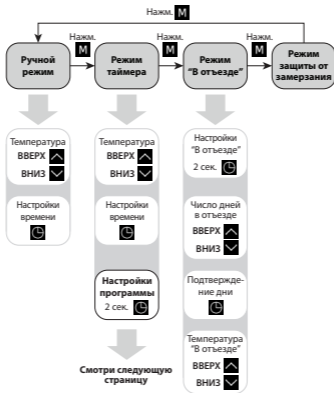 Нажм. M
Ручной
режим
Нажм.
M
Режим
таймера
Нажм.
M
Режим
"В отъезде"
Нажм.
M
Режим
защиты от
замерзания
Температура
ВВЕРХ
ВНИЗ
Настройки
времени
Температура
ВВЕРХ
ВНИЗ
Настройки
времени
Настройки
программы
2 сек.
Смотри следующую
страницу
Настройки
"В отъезде"
2 сек.
Число дней
в отъезде
ВВЕРХ
ВНИЗ
Подтвержде-
ние дни
Температура
"В отъезде"
ВВЕРХ
ВНИЗ